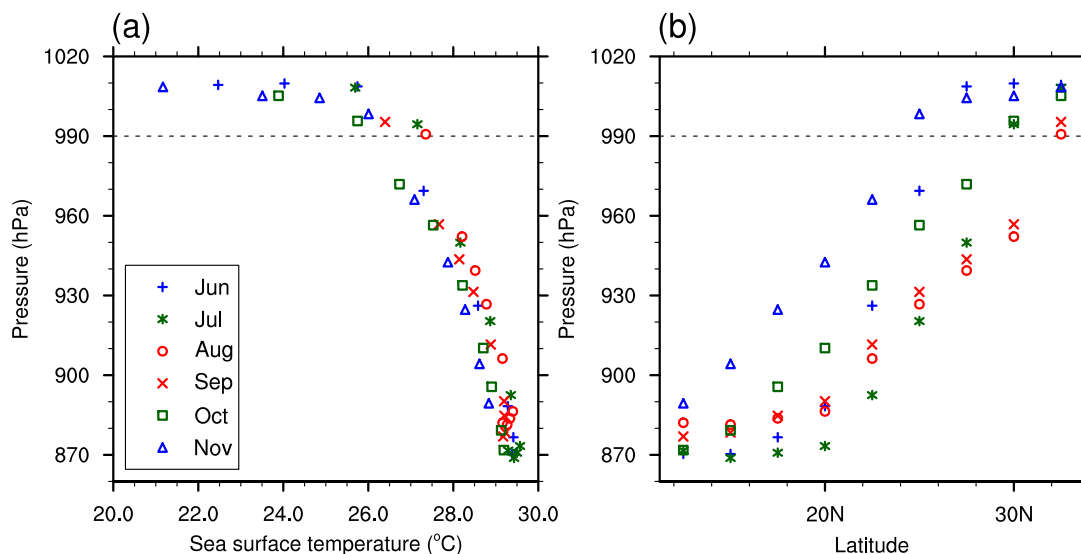 (a)
(b)
1020
990
960
930
900
870
Pressure (hPa)
Jun
Jul
Aug
Sep
Oct
Nov
20.0 22.0 24.0 26.0 28.0 30.0
Sea surface temperature (°C)
1020
990
960
930
900
870
Pressure (hPa)
20N 30N
Latitude